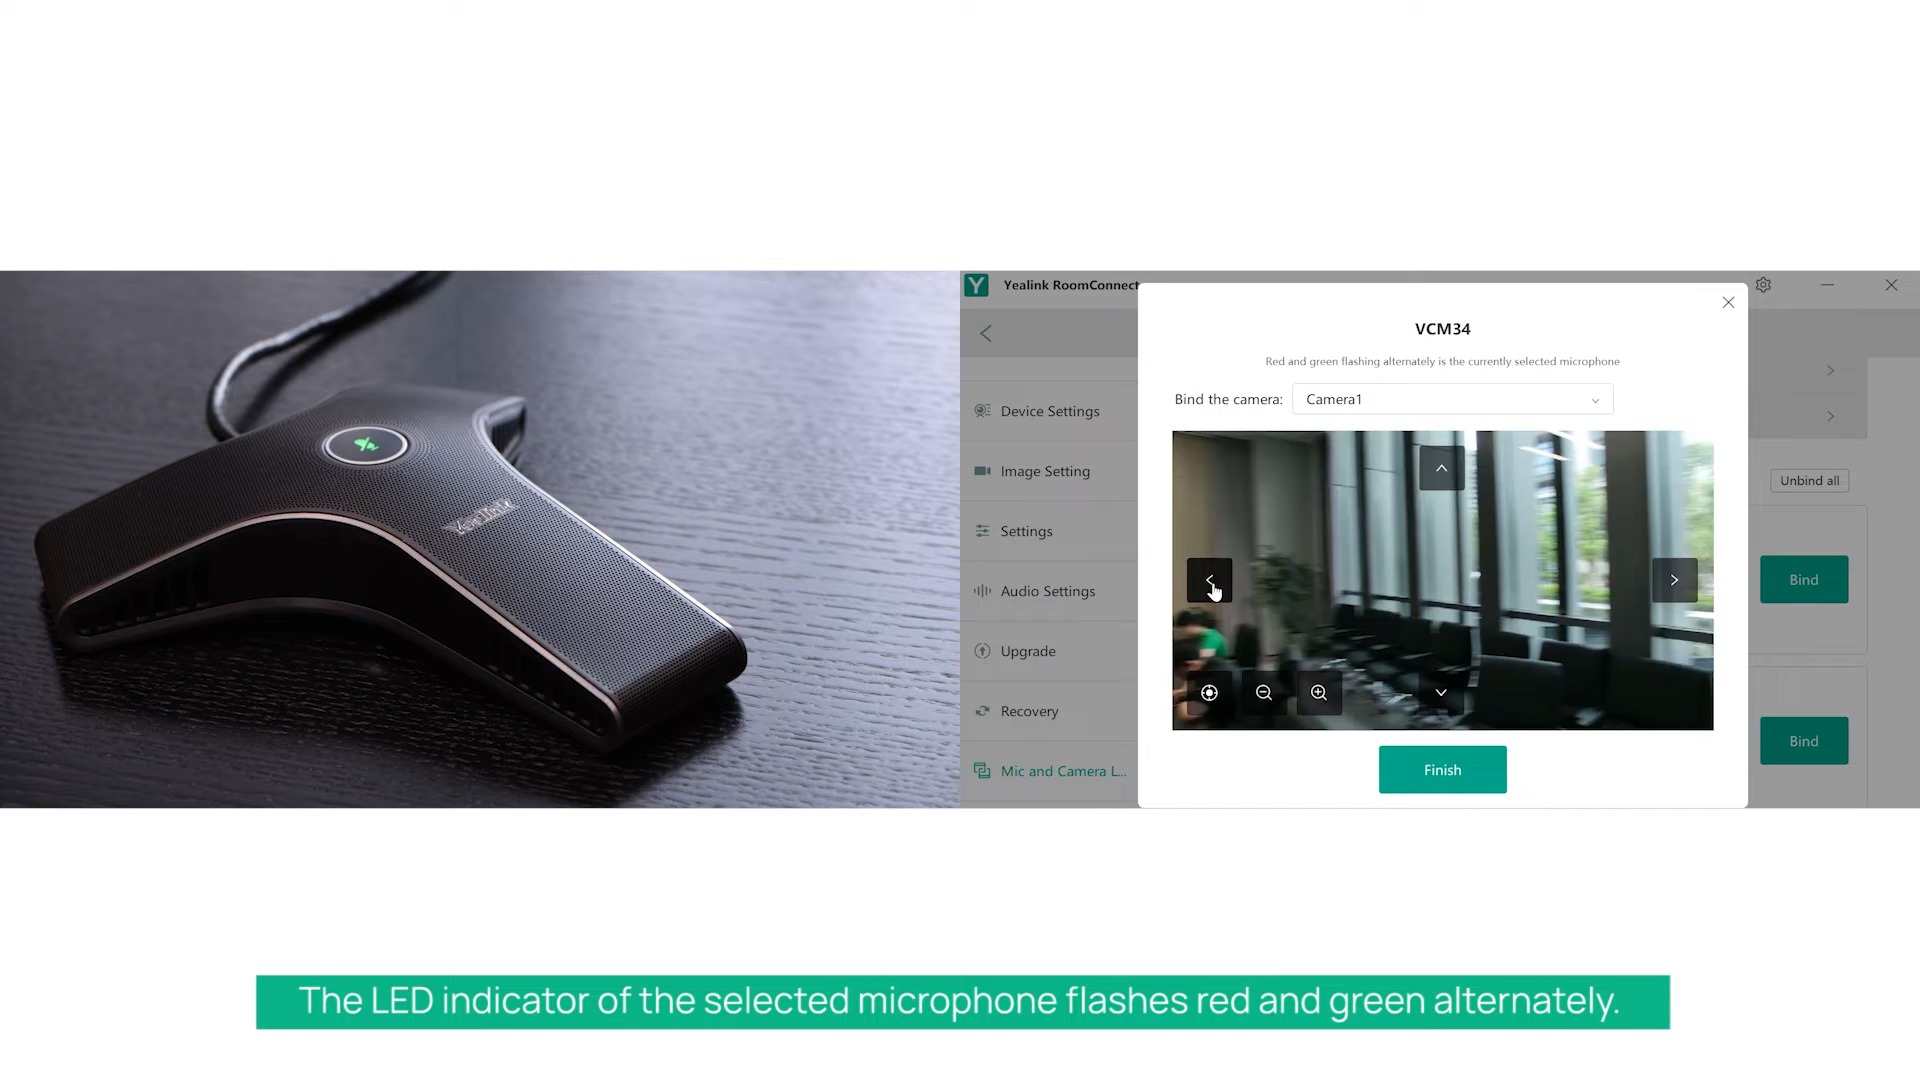 Yealink
Y Yealink RoomConnect
VCM34
Red and green flashing alternately is the currently selected microphone
Bind the camera: Camera1
Device Settings
Image Setting
Settings
Audio Settings
Upgrade
Recovery
Mic and Camera L...
Unbind all
Bind
Bind
Finish
The LED indicator of the selected microphone flashes red and green alternately.